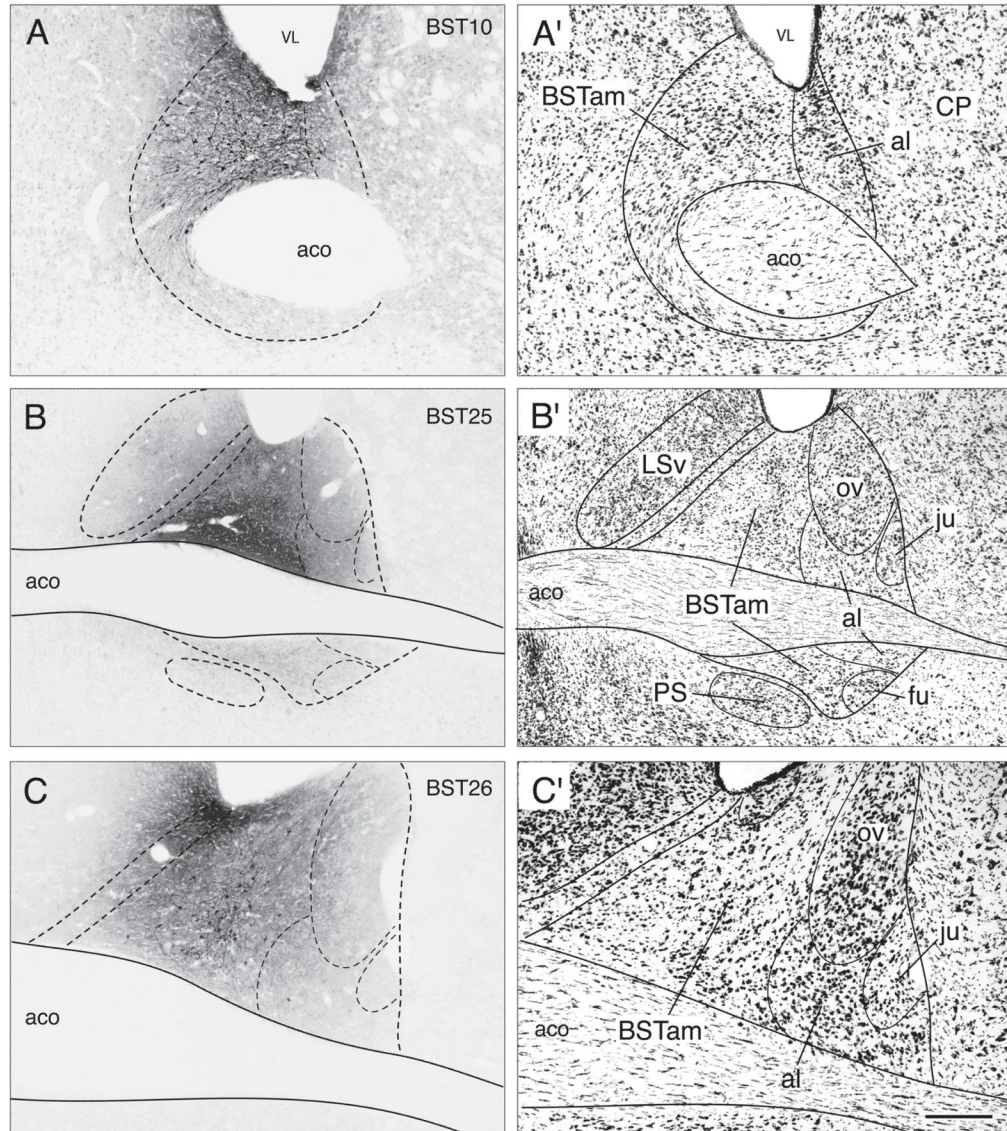 A
VL
BST10
aco
A'
VL
BSTam
CP
al
aco
B
BST25
aco
B'
LSv
ov
ju
aco
BSTam
al
PS
fu
C
BST26
aco
C'
ov
ju
aco
BSTam
al